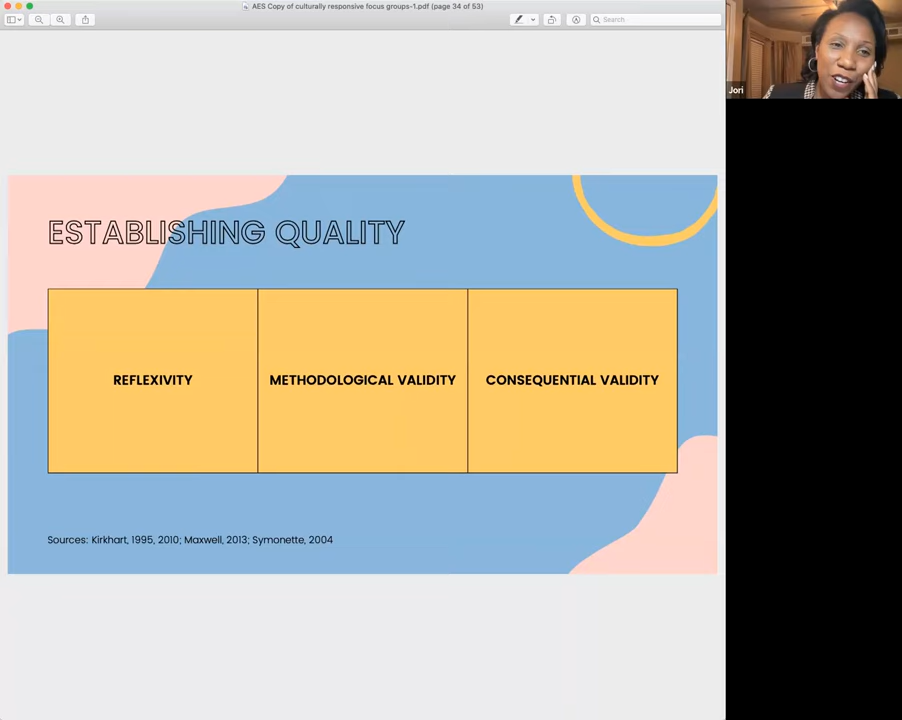 AES Copy of culturally responsive focus groups-1.pdf (page 34 of 53)
Search
Jori
ESTABLISHING QUALITY
REFLEXIVITY
METHODOLOGICAL VALIDITY
CONSEQUENTIAL VALIDITY
Sources: Kirkhart, 1995, 2010; Maxwell, 2013; Symonette, 2004